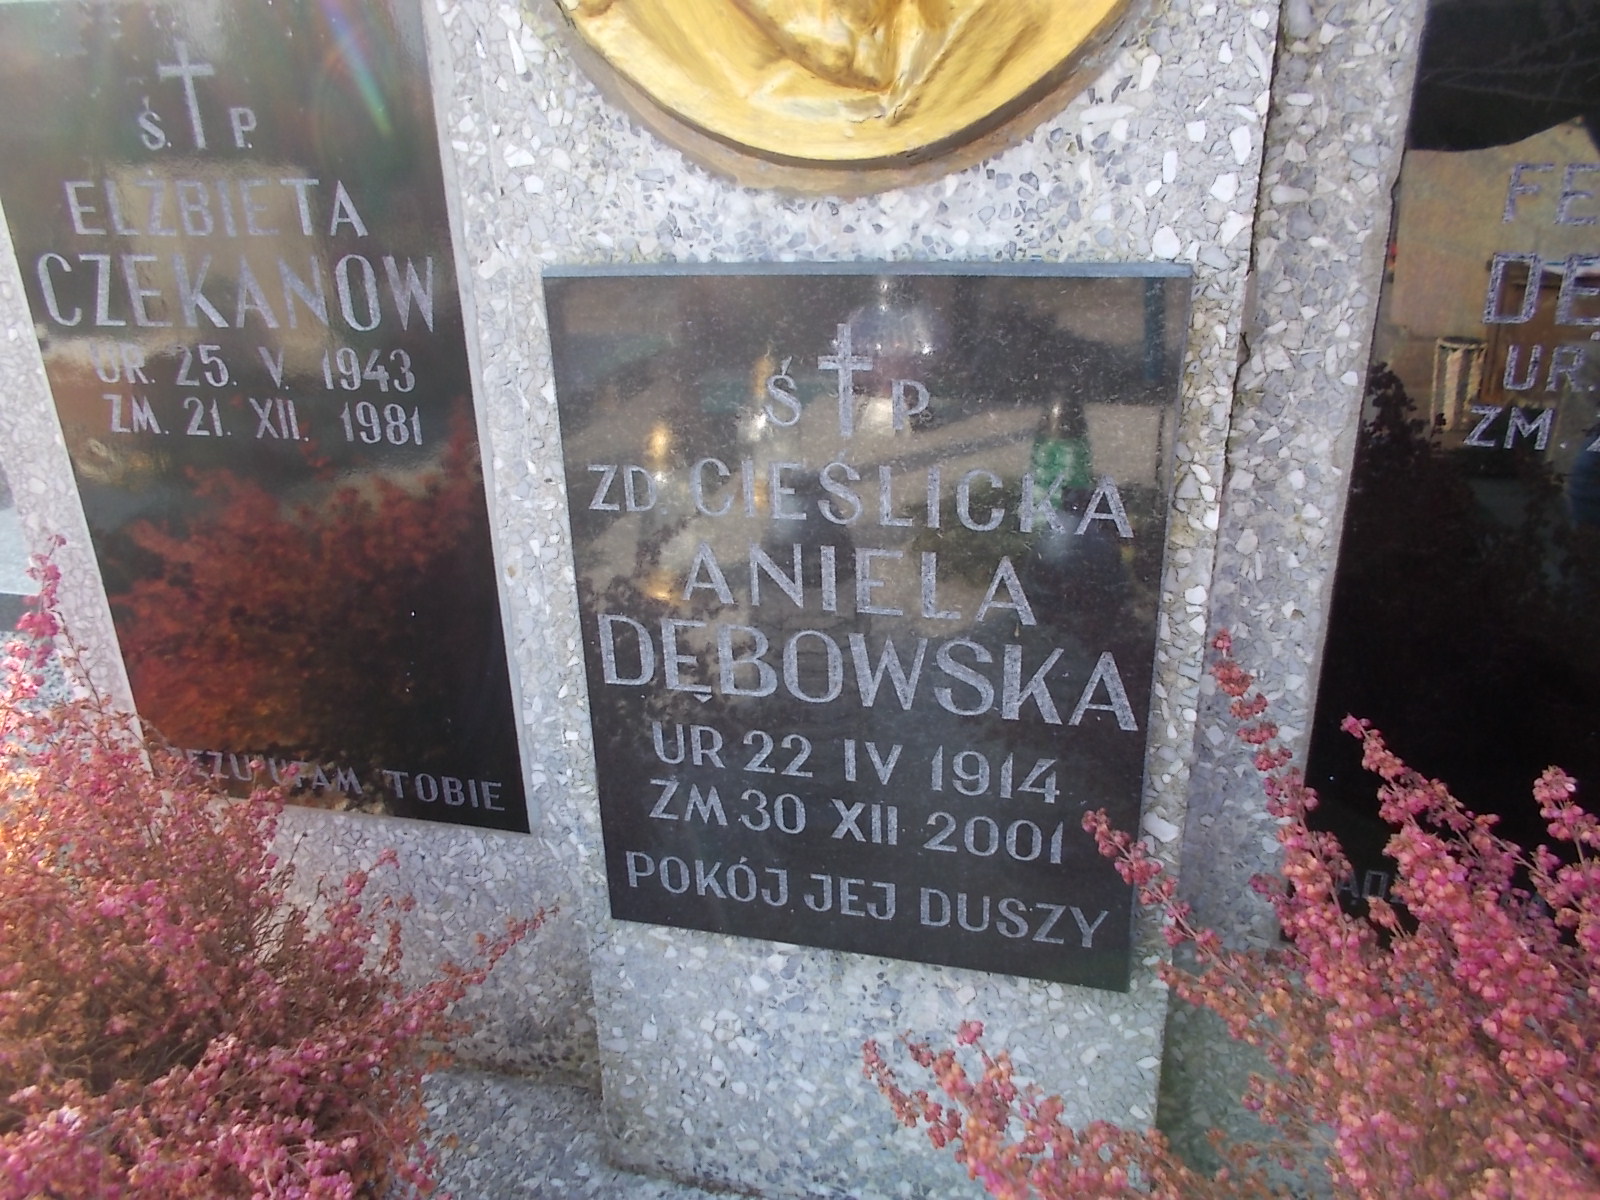 Ś. P.
ELŻBIETA
CZEKANOW
UR. 25. V. 1943
ZM. 21. XII. 1981
UFAM TOBIE
Ś P.
ZD. CIEŚLICKA
ANIELA
DĘBOWSKA
UR 22 IV 1914
ZM 30 XII 2001
POKÓJ JEJ DUSZY
UR.
ZM.